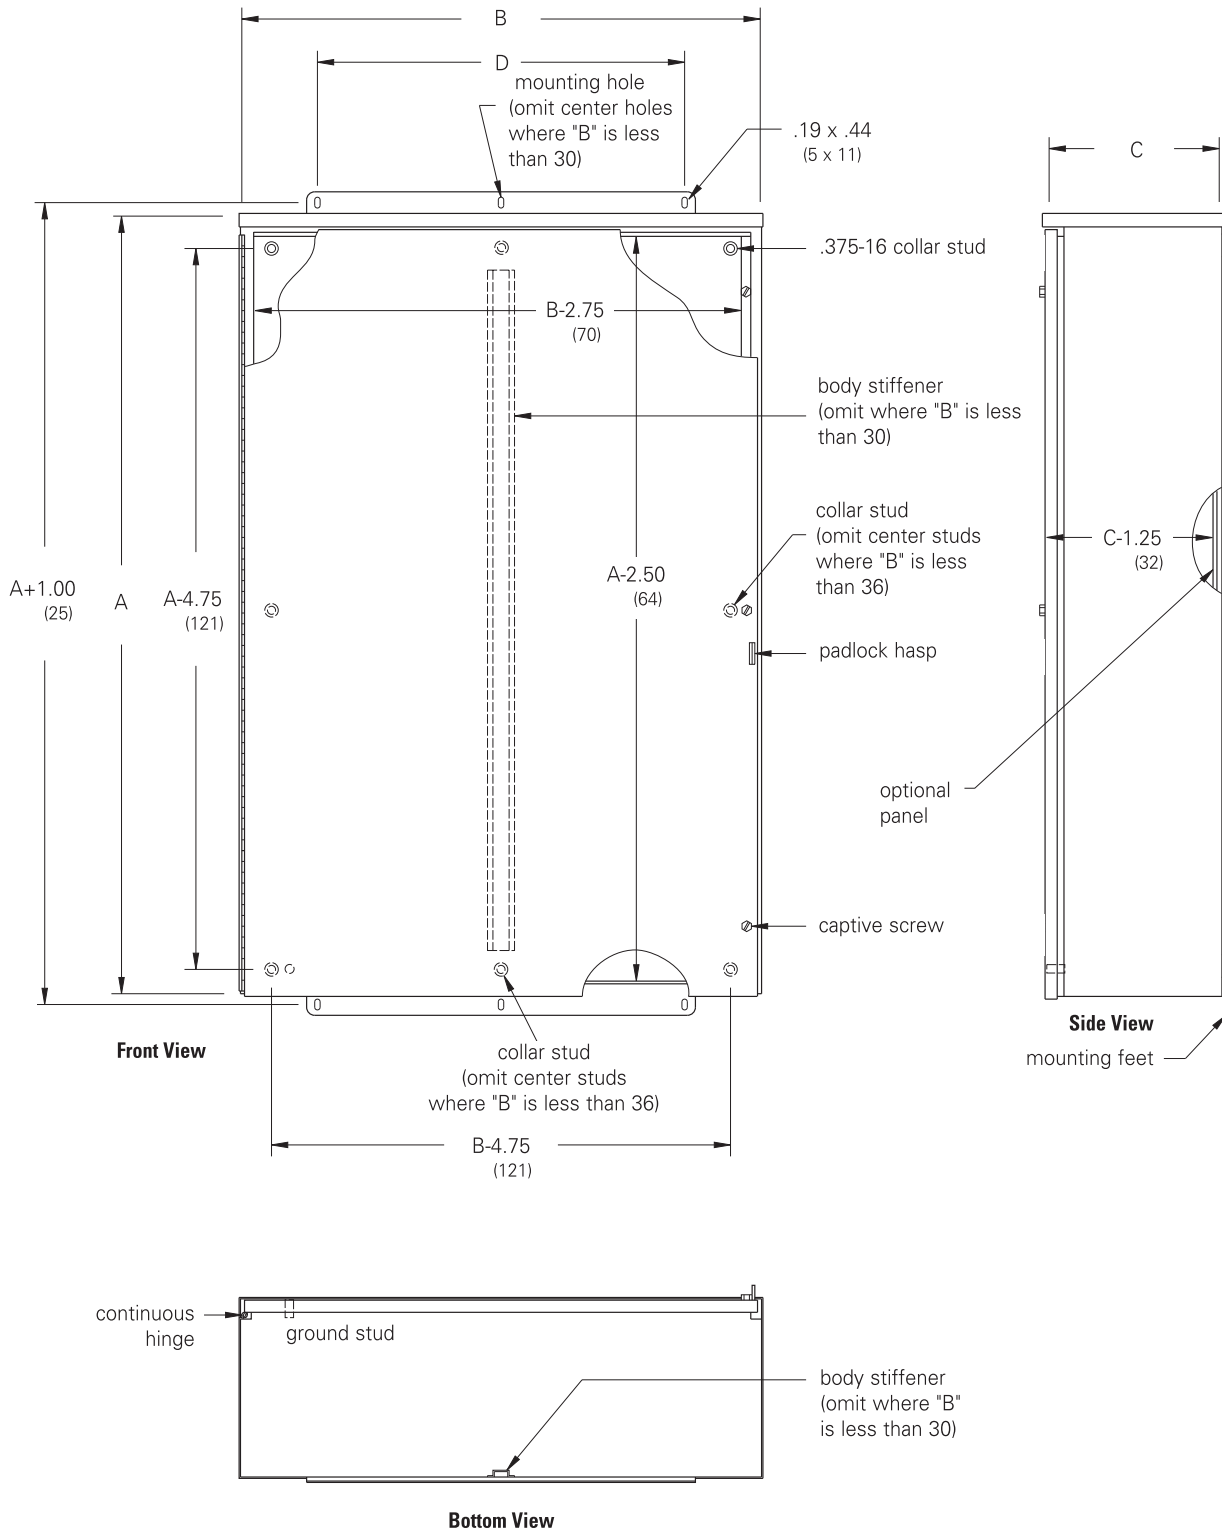 B
D
mounting hole
(omit center holes
where "B" is less
than 30)
.19 x .44
(5 x 11)
C
.375-16 collar stud
B-2.75
(70)
body stiffener
(omit where "B" is less
than 30)
collar stud
(omit center studs
where "B" is less
than 36)
C-1.25
(32)
A+1.00
(25)
A
A-4.75
(121)
A-2.50
(64)
padlock hasp
optional
panel
captive screw
Front View
Side View
mounting feet
collar stud
(omit center studs
where "B" is less than 36)
B-4.75
(121)
continuous
hinge
ground stud
body stiffener
(omit where "B"
is less than 30)
Bottom View